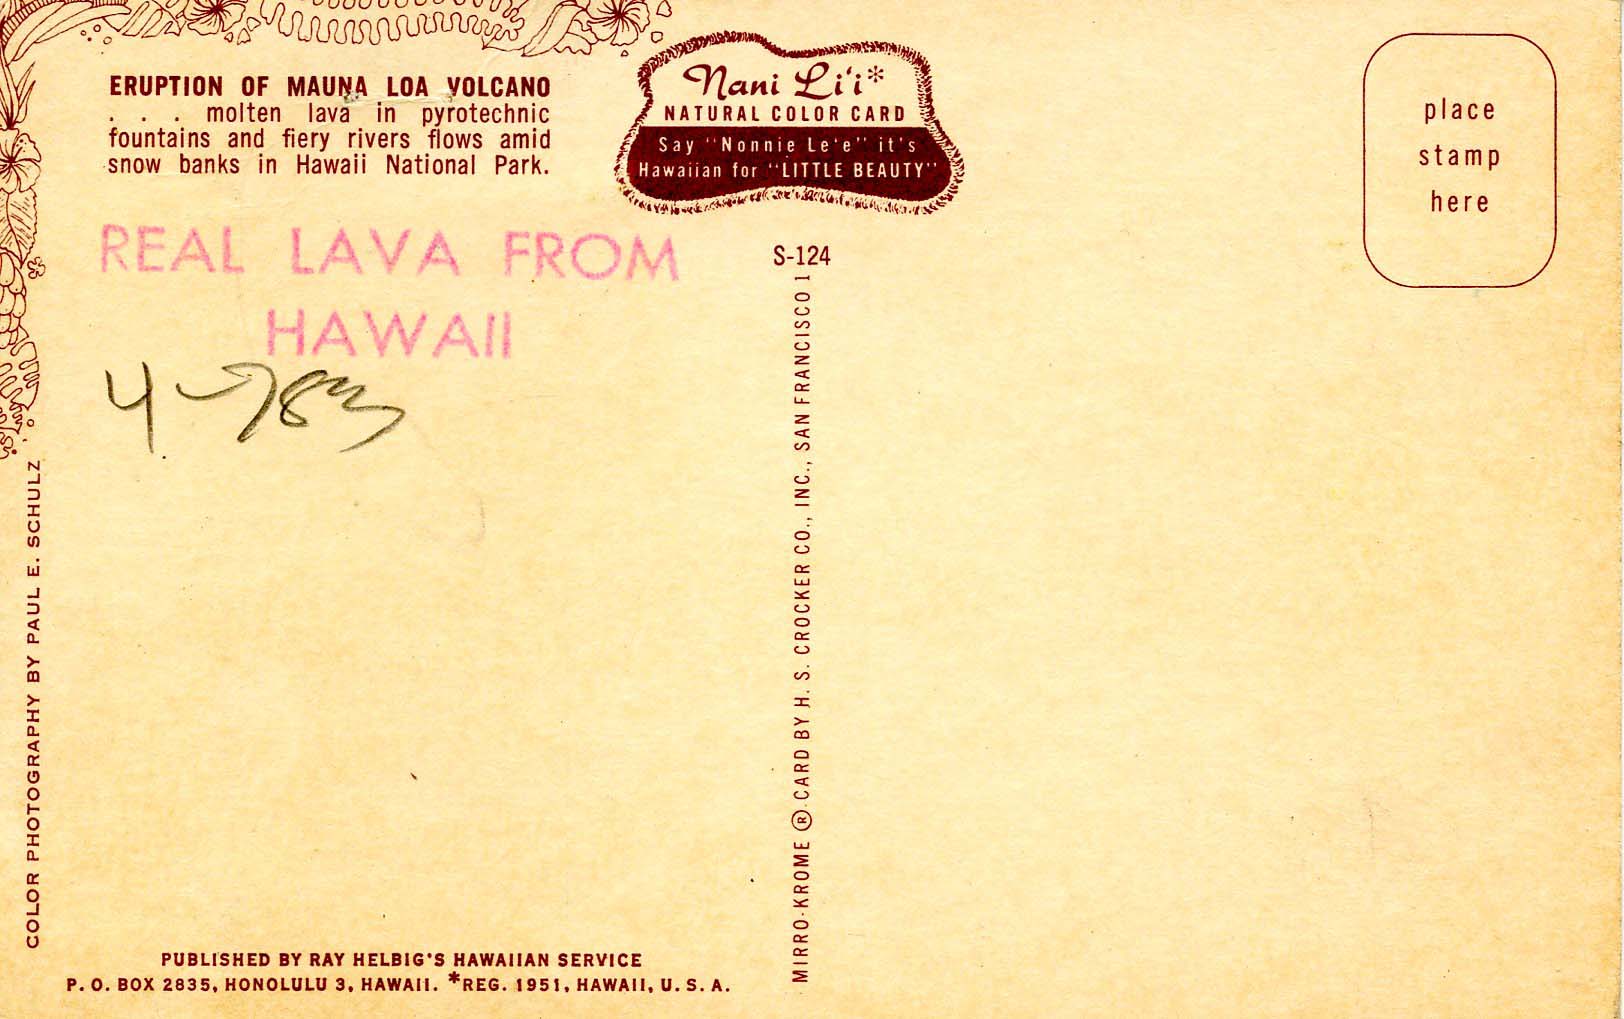 ERUPTION OF MAUNA LOA VOLCANO
. . . molten lava in pyrotechnic
fountains and fiery rivers flows amid
snow banks in Hawaii National Park.
Nani Li'i*
NATURAL COLOR CARD
Say "Nonnie Le'e" it's
Hawaiian for "LITTLE BEAUTY"
place
stamp
here
REAL LAVA FROM
HAWAII
S-124
COLOR PHOTOGRAPHY BY PAUL E. SCHULZ
MIRRO-KROME ® CARD BY H. S. CROCKER CO., INC., SAN FRANCISCO 1
PUBLISHED BY RAY HELBIG'S HAWAIIAN SERVICE
P. O. BOX 2835, HONOLULU 3, HAWAII. *REG. 1951, HAWAII, U. S. A.